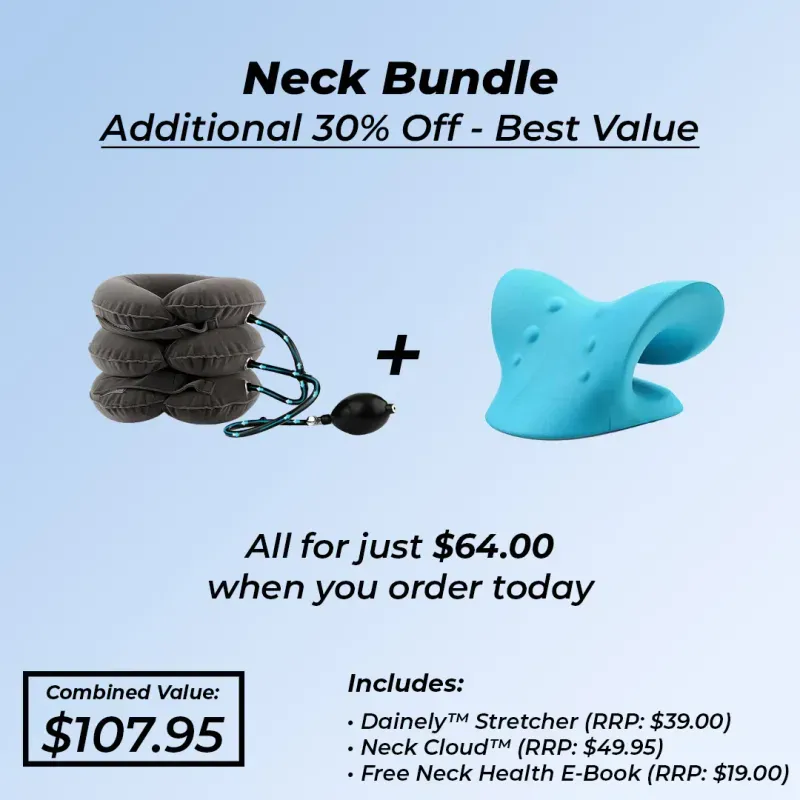 Neck Bundle
Additional 30% Off - Best Value
+
All for just $64.00
when you order today
Combined Value:
$107.95
Includes:
• Dainely™ Stretcher (RRP: $39.00)
• Neck Cloud™ (RRP: $49.95)
• Free Neck Health E-Book (RRP: $19.00)